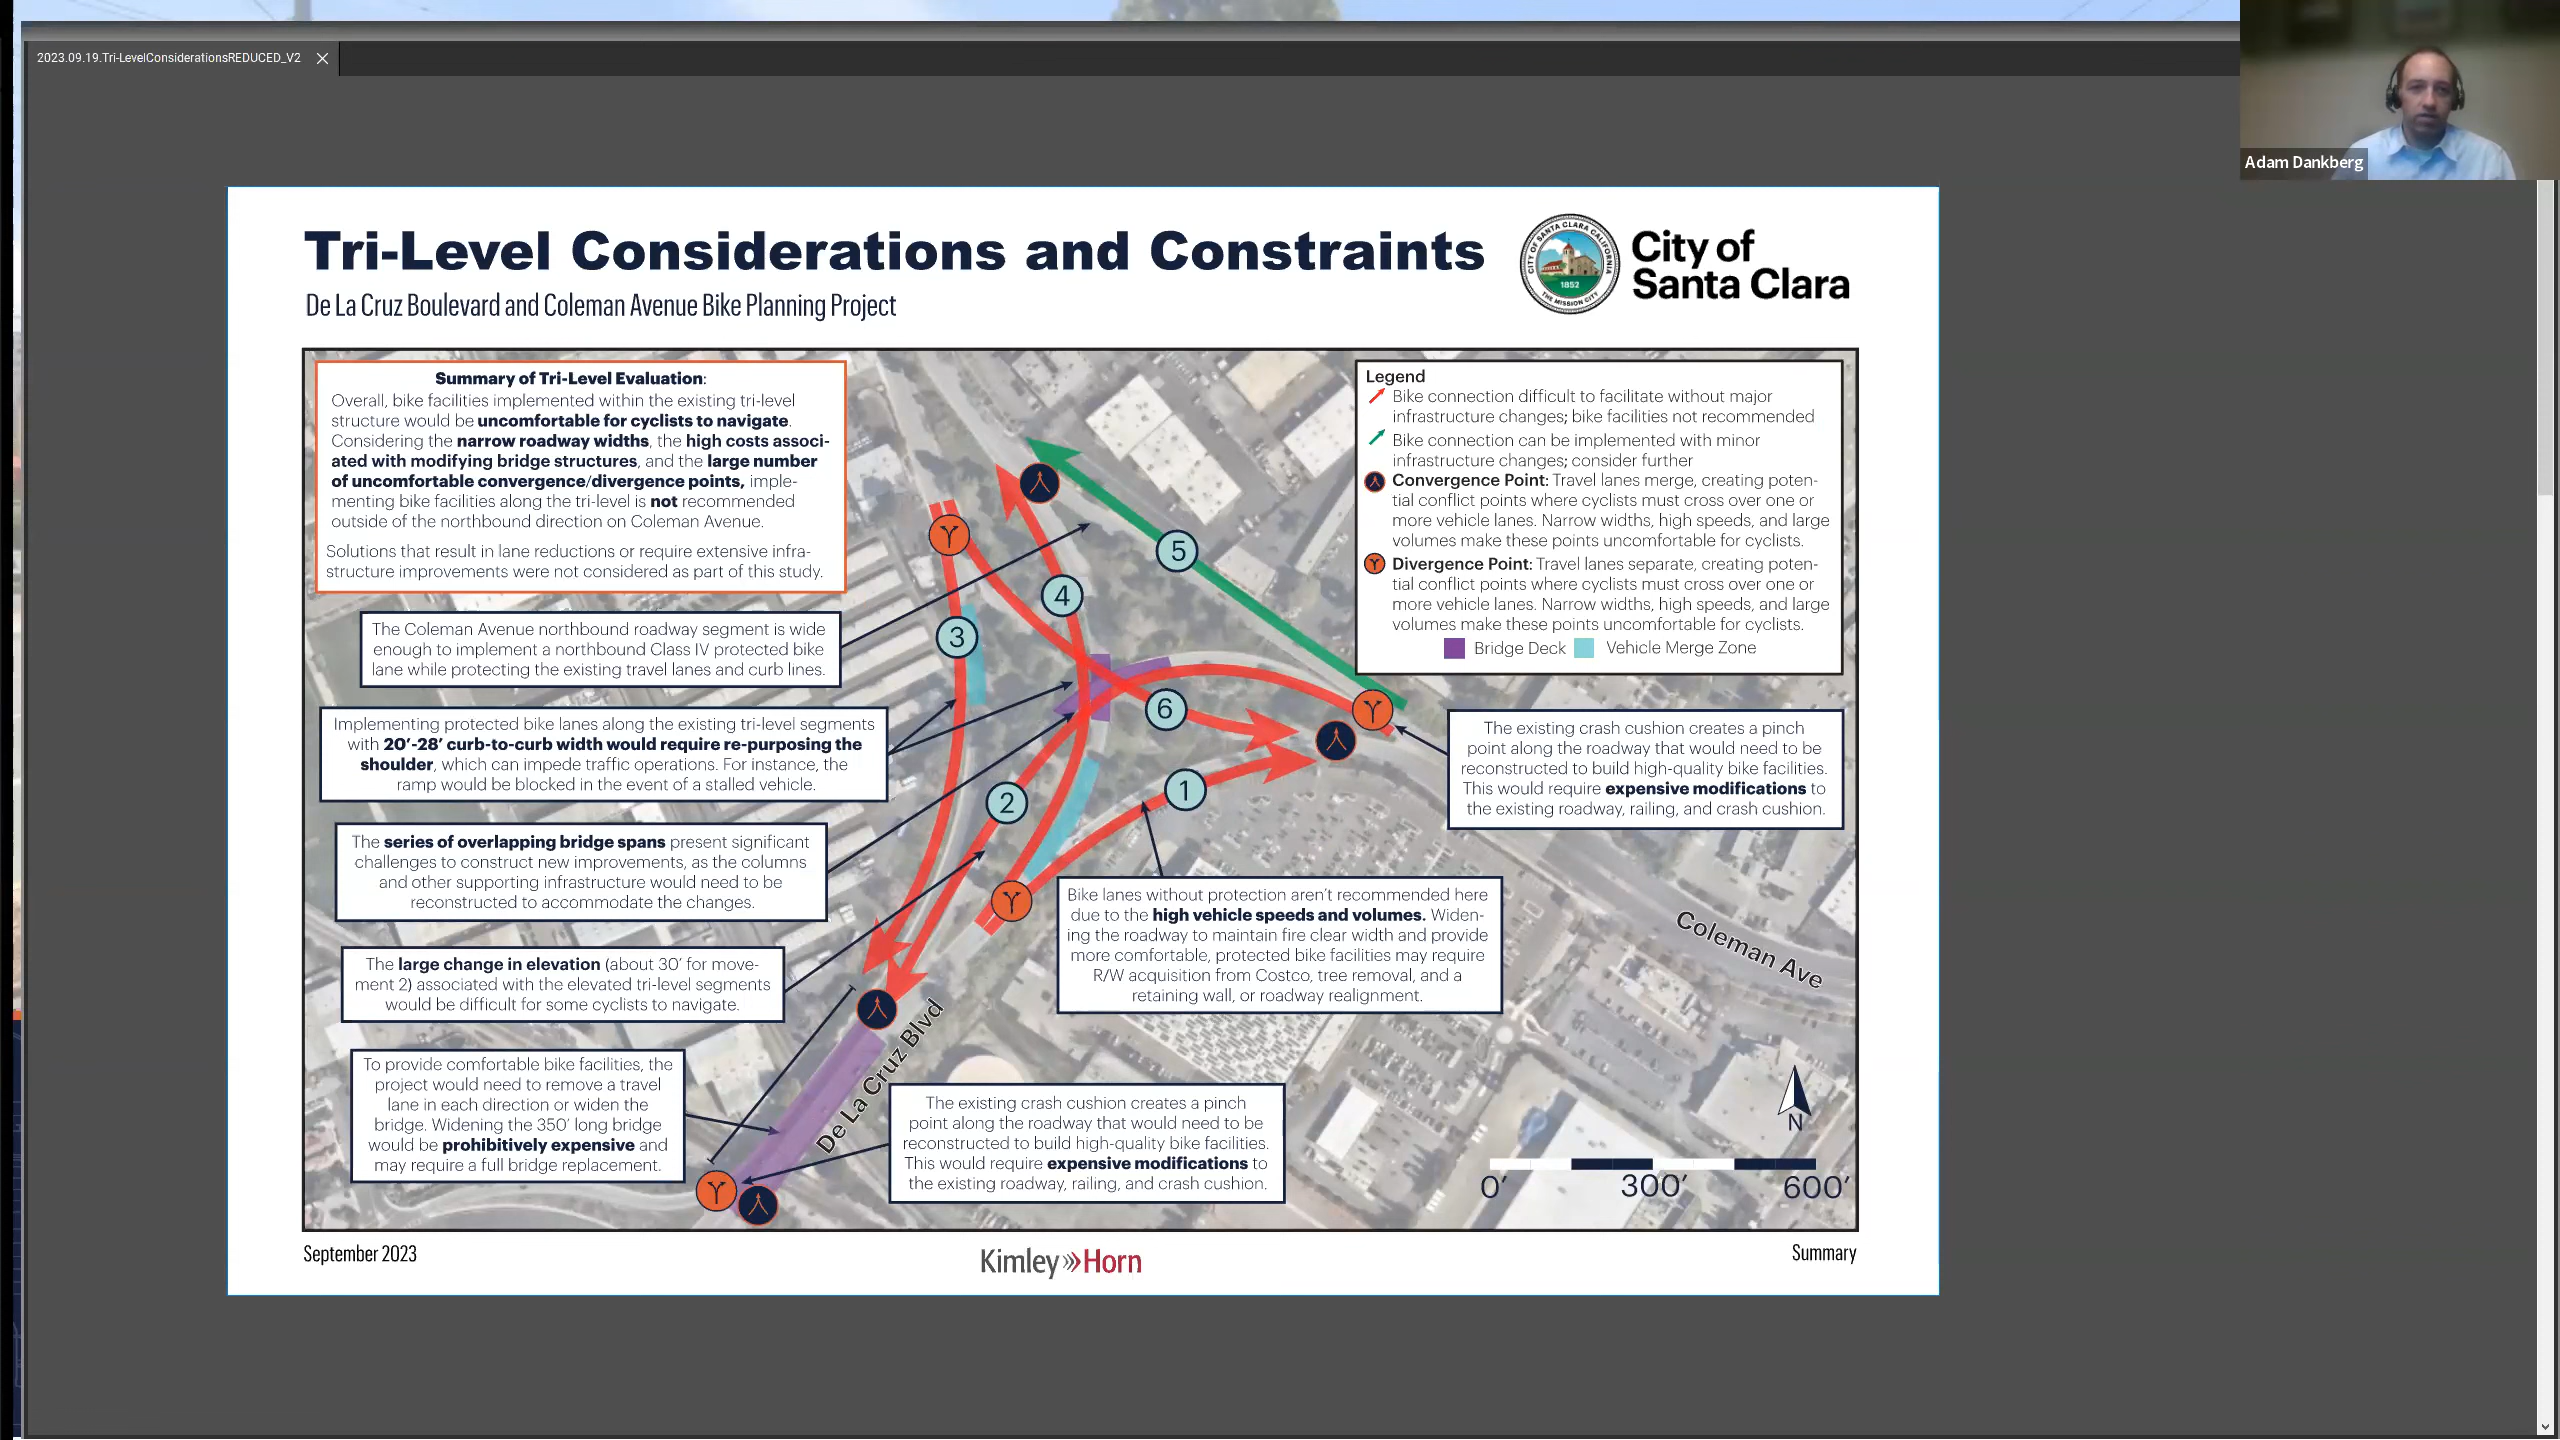 2023.09.19.Tri-LevelConsiderationsREDUCED_V2
Adam Dankberg
Tri-Level Considerations and Constraints
De La Cruz Boulevard and Coleman Avenue Bike Planning Project
CITY OF SANTA CLARA CALIFORNIA
1852
THE MISSION CITY
City of
Santa Clara
Summary of Tri-Level Evaluation:
Overall, bike facilities implemented within the existing tri-level
structure would be uncomfortable for cyclists to navigate.
Considering the narrow roadway widths, the high costs associ-
ated with modifying bridge structures, and the large number
of uncomfortable convergence/divergence points, imple-
menting bike facilities along the tri-level is not recommended
outside of the northbound direction on Coleman Avenue.
Solutions that result in lane reductions or require extensive infra-
structure improvements were not considered as part of this study.
Legend
Bike connection difficult to facilitate without major
infrastructure changes; bike facilities not recommended
Bike connection can be implemented with minor
infrastructure changes; consider further
Convergence Point: Travel lanes merge, creating poten-
tial conflict points where cyclists must cross over one or
more vehicle lanes. Narrow widths, high speeds, and large
volumes make these points uncomfortable for cyclists.
Divergence Point: Travel lanes separate, creating poten-
tial conflict points where cyclists must cross over one or
more vehicle lanes. Narrow widths, high speeds, and large
volumes make these points uncomfortable for cyclists.
Bridge Deck
Vehicle Merge Zone
The Coleman Avenue northbound roadway segment is wide
enough to implement a northbound Class IV protected bike
lane while protecting the existing travel lanes and curb lines.
Implementing protected bike lanes along the existing tri-level segments
with 20'-28' curb-to-curb width would require re-purposing the
shoulder, which can impede traffic operations. For instance, the
ramp would be blocked in the event of a stalled vehicle.
The series of overlapping bridge spans present significant
challenges to construct new improvements, as the columns
and other supporting infrastructure would need to be
reconstructed to accommodate the changes.
The large change in elevation (about 30' for move-
ment 2) associated with the elevated tri-level segments
would be difficult for some cyclists to navigate.
To provide comfortable bike facilities, the
project would need to remove a travel
lane in each direction or widen the
bridge. Widening the 350' long bridge
would be prohibitively expensive and
may require a full bridge replacement.
5
4
3
6
2
1
The existing crash cushion creates a pinch
point along the roadway that would need to be
reconstructed to build high-quality bike facilities.
This would require expensive modifications to
the existing roadway, railing, and crash cushion.
Bike lanes without protection aren't recommended here
due to the high vehicle speeds and volumes. Widen-
ing the roadway to maintain fire clear width and provide
more comfortable, protected bike facilities may require
R/W acquisition from Costco, tree removal, and a
retaining wall, or roadway realignment.
Coleman Ave
De La Cruz Blvd
The existing crash cushion creates a pinch
point along the roadway that would need to be
reconstructed to build high-quality bike facilities.
This would require expensive modifications to
the existing roadway, railing, and crash cushion.
N
0' 300' 600'
September 2023
Kimley»Horn
Summary